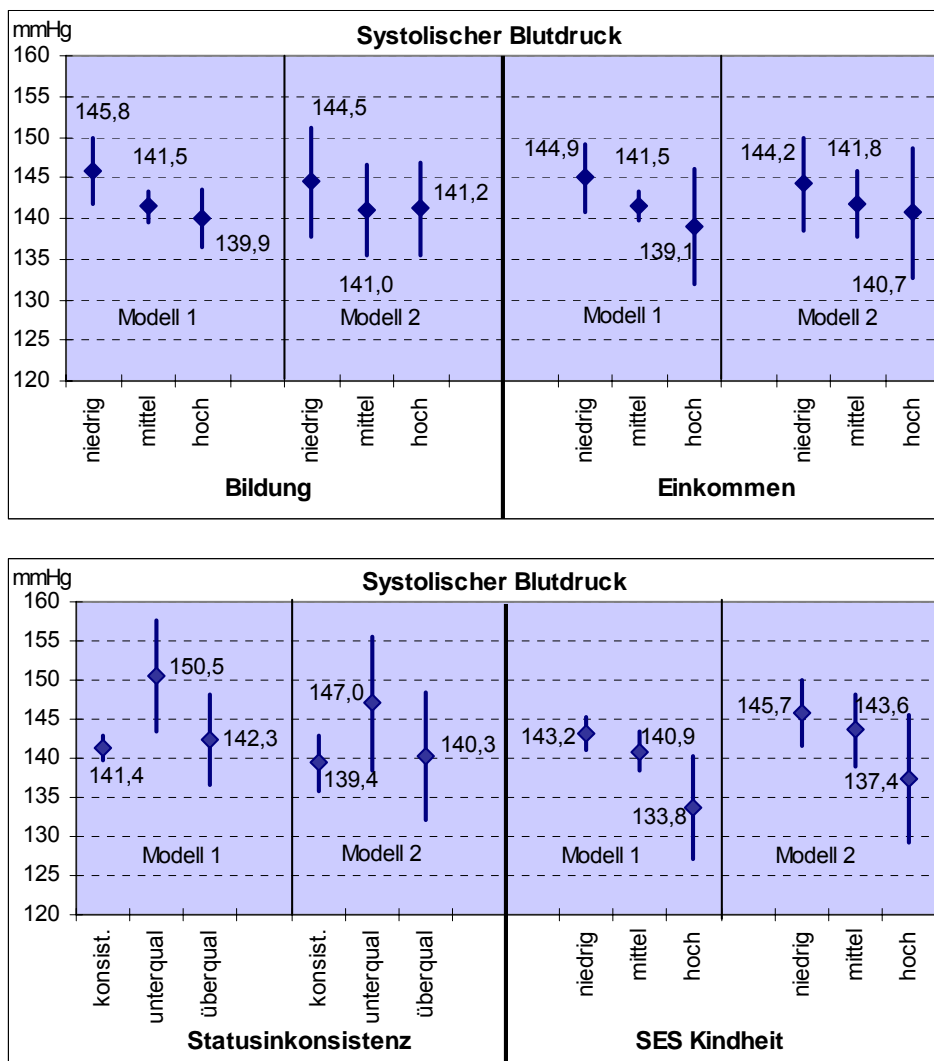 mmHg
Systolischer Blutdruck
160
155
150
145
140
135
130
125
120
145,8
141,5
139,9
Modell 1
144,5
141,0
141,2
Modell 2
144,9
141,5
139,1
Modell 1
144,2
141,8
140,7
Modell 2
niedrig
mittel
hoch
niedrig
mittel
hoch
niedrig
mittel
hoch
niedrig
mittel
hoch
Bildung
Einkommen
mmHg
Systolischer Blutdruck
160
155
150
145
140
135
130
125
120
141,4
150,5
142,3
Modell 1
139,4
147,0
140,3
Modell 2
143,2
140,9
133,8
Modell 1
145,7
143,6
137,4
Modell 2
konsist.
unterqual
überqual
konsist.
unterqual
überqual
niedrig
mittel
hoch
niedrig
mittel
hoch
Statusinkonsistenz
SES Kindheit